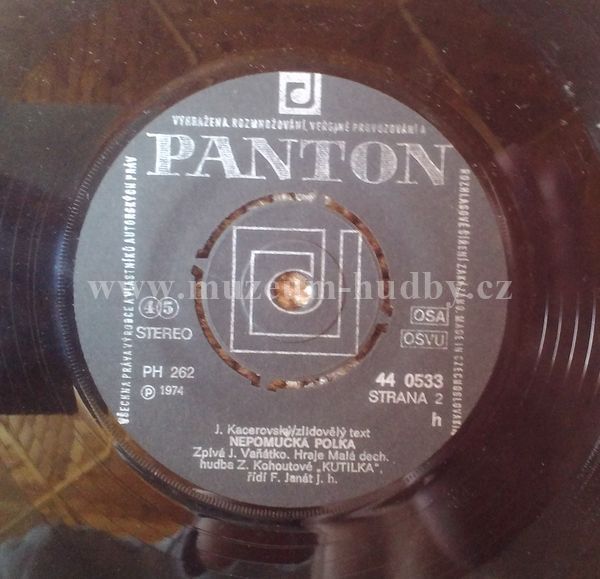 VÝHRAŽENA. ROZMNOŽOVÁNÍ, VEŘEJNÉ PROVOZOVÁNÍ A
VŠECHNA PRÁVA VÝROBCE A VLASTNÍKŮ AUTORSKÝCH PRÁV
PANTON
www.muzeum-hudby.cz
45
STEREO
OSA
OSVU
PH 262
Ⓟ 1974
44 0533
STRANA 2
h
J. Kacerovský/zlidovělý text
NEPOMUCKÁ POLKA
Zpívá J. Vaňátko. Hraje Malá dech.
hudba Z. Kohoutové „KUTILKA",
řídí F. Janát j. h.